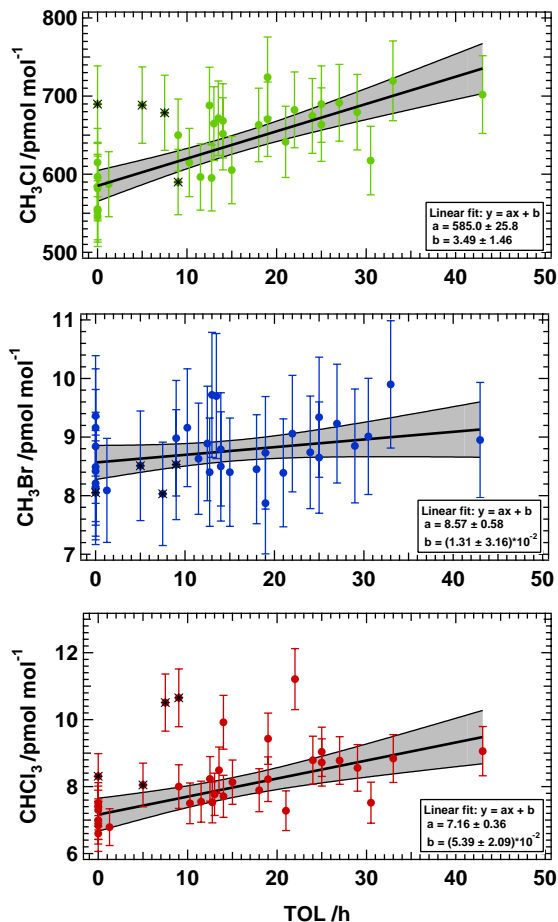 800
700
600
500
CH₃Cl /pmol mol⁻¹
Linear fit: y = ax + b
a = 585.0 ± 25.8
b = 3.49 ± 1.46
0 10 20 30 40 50
11
10
9
8
7
CH₃Br /pmol mol⁻¹
Linear fit: y = ax + b
a = 8.57 ± 0.58
b = (1.31 ± 3.16)*10⁻²
0 10 20 30 40 50
12
10
8
6
CHCl₃ /pmol mol⁻¹
Linear fit: y = ax + b
a = 7.16 ± 0.36
b = (5.39 ± 2.09)*10⁻²
0 10 20 30 40 50
TOL /h